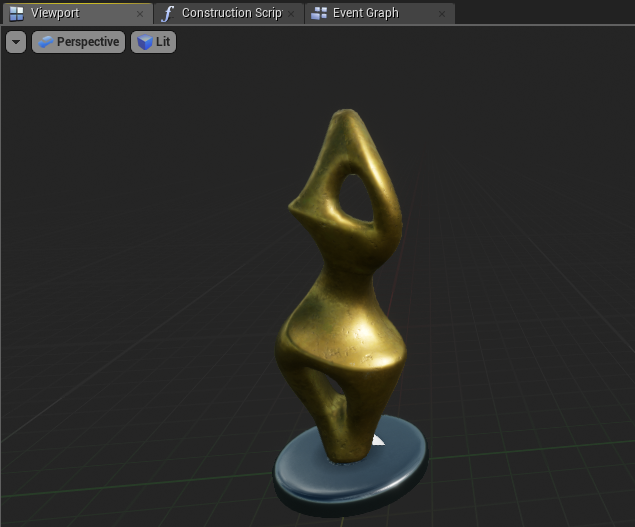 Viewport
Construction Scrip
Event Graph
Perspective
Lit